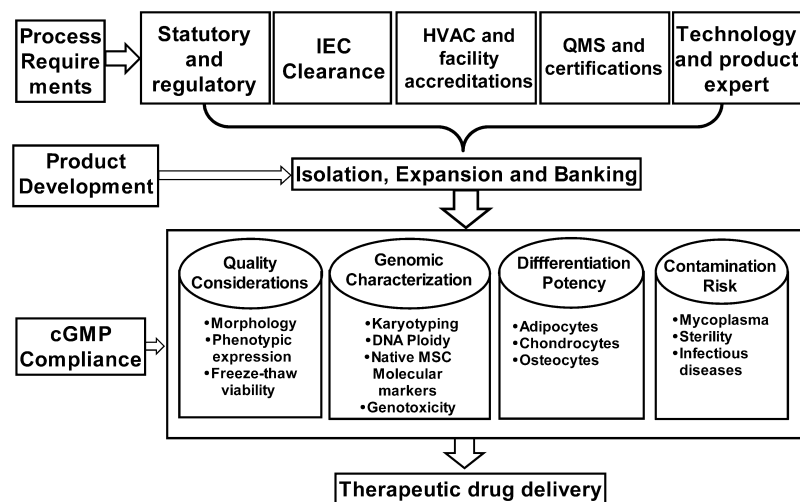 Process
Require
ments
Statutory
and
regulatory
IEC
Clearance
HVAC and
facility
accreditations
QMS and
certifications
Technology
and product
expert
Product
Development
Isolation, Expansion and Banking
cGMP
Compliance
Quality
Considerations
•Morphology
•Phenotypic
expression
•Freeze-thaw
viability
Genomic
Characterization
•Karyotyping
•DNA Ploidy
•Native MSC
Molecular
markers
•Genotoxicity
Diffferentiation
Potency
•Adipocytes
•Chondrocytes
•Osteocytes
Contamination
Risk
•Mycoplasma
•Sterility
•Infectious
diseases
Therapeutic drug delivery